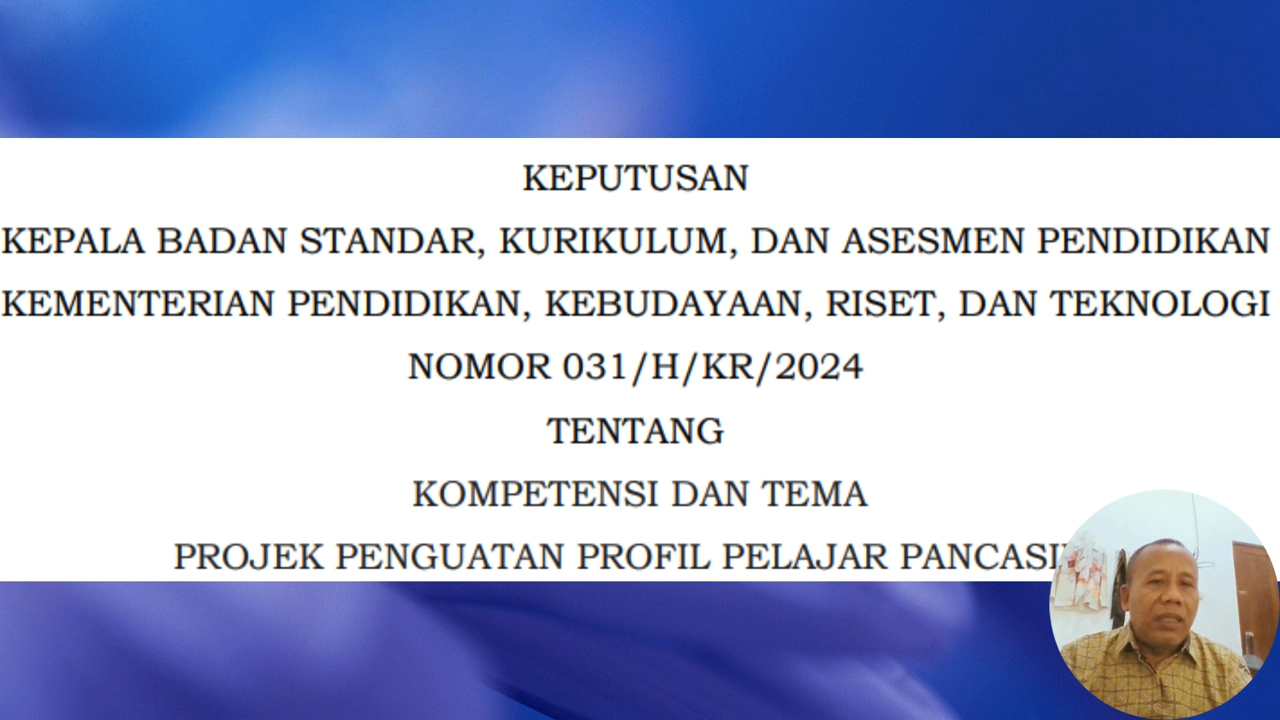 KEPUTUSAN
KEPALA BADAN STANDAR, KURIKULUM, DAN ASESMEN PENDIDIKAN
KEMENTERIAN PENDIDIKAN, KEBUDAYAAN, RISET, DAN TEKNOLOGI
NOMOR 031/H/KR/2024
TENTANG
KOMPETENSI DAN TEMA
PROJEK PENGUATAN PROFIL PELAJAR